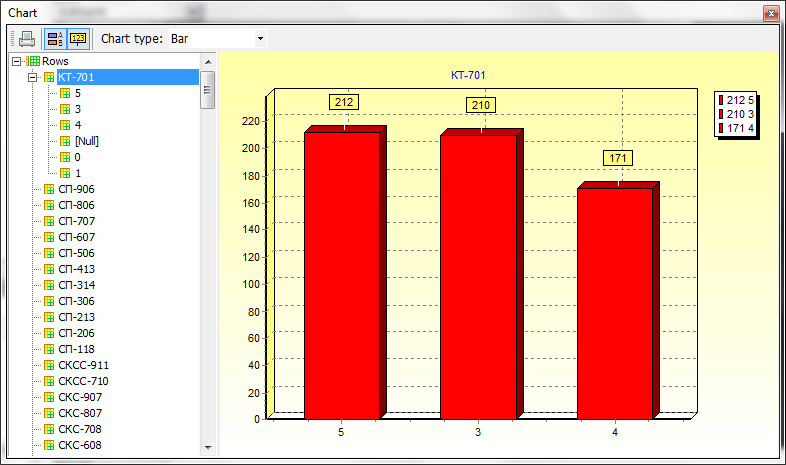 Chart
Chart type: Bar
Rows
КТ-701
5
3
4
[Null]
0
1
СП-906
СП-806
СП-707
СП-607
СП-506
СП-413
СП-314
СП-306
СП-213
СП-206
СП-118
СКСС-911
СКСС-710
СКС-907
СКС-807
СКС-708
СКС-608
КТ-701
212
210
171
220
200
180
160
140
120
100
80
60
40
20
0
5 3 4
212 5
210 3
171 4